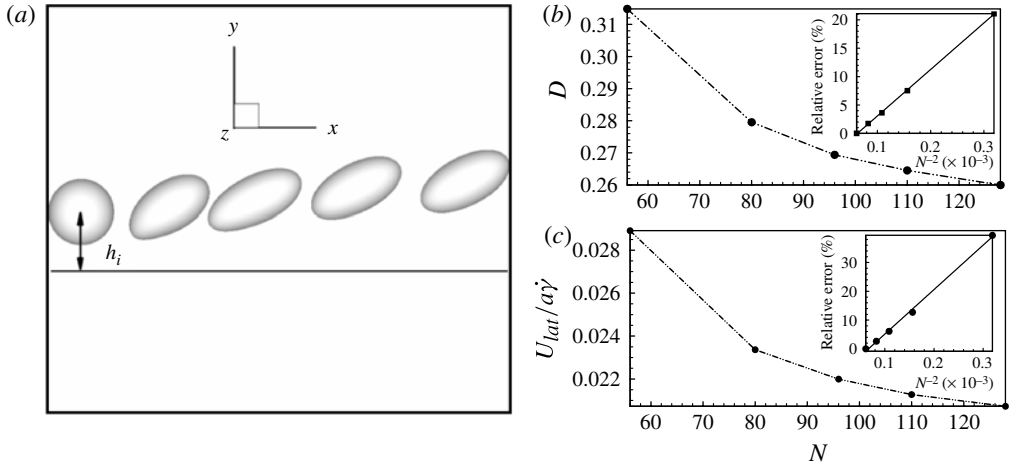 (a)
y
z
x
h_i
(b)
D
0.31
0.30
0.29
0.28
0.27
0.26
60 70 80 90 100 110 120
Relative error (%)
20
15
10
5
0
0.1 0.2 0.3
N⁻² (× 10⁻³)
(c)
U_lat/aγ̇
0.028
0.026
0.024
0.022
60 70 80 90 100 110 120
N
Relative error (%)
30
20
10
0
0.1 0.2 0.3
N⁻² (× 10⁻³)